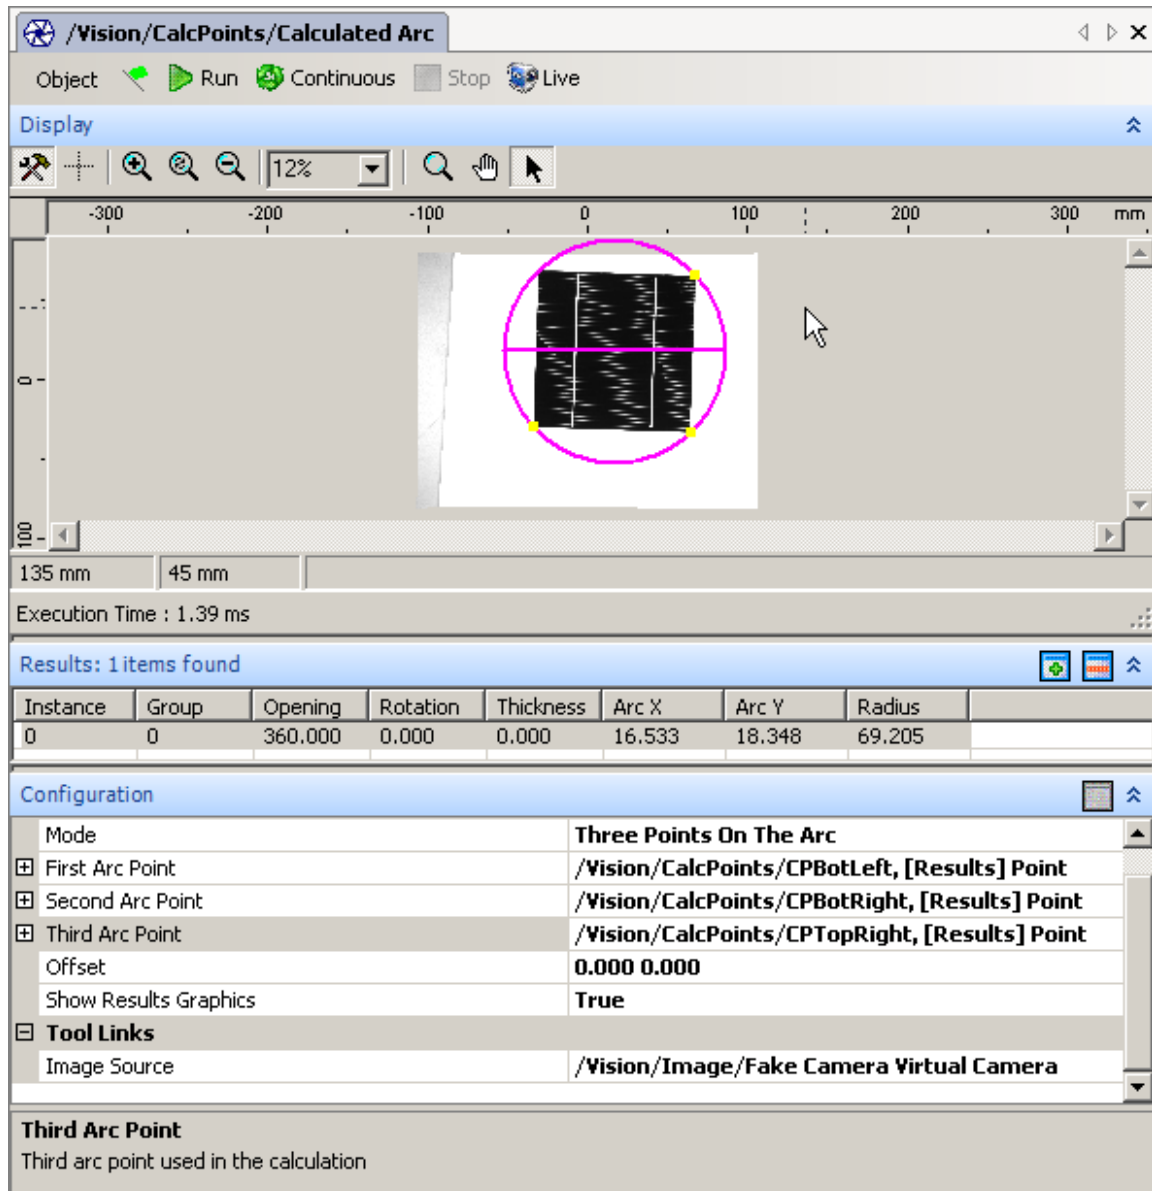 /Vision/CalcPoints/Calculated Arc
Object Run Continuous Stop Live
Display
12%
-300 -200 -100 0 100 200 300 mm
0
100
135 mm 45 mm
Execution Time : 1.39 ms
Results: 1 items found
Instance Group Opening Rotation Thickness Arc X Arc Y Radius
0 0 360.000 0.000 0.000 16.533 18.348 69.205
Configuration
Mode Three Points On The Arc
First Arc Point /Vision/CalcPoints/CPBotLeft, [Results] Point
Second Arc Point /Vision/CalcPoints/CPBotRight, [Results] Point
Third Arc Point /Vision/CalcPoints/CPTopRight, [Results] Point
Offset 0.000 0.000
Show Results Graphics True
Tool Links
Image Source /Vision/Image/Fake Camera Virtual Camera
Third Arc Point
Third arc point used in the calculation